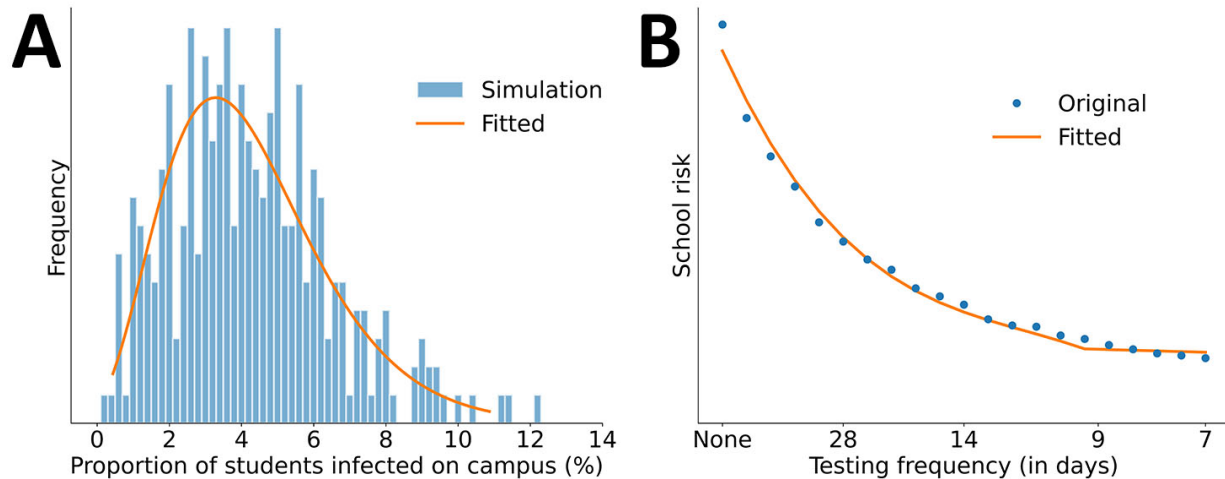 A
Frequency
Simulation
Fitted
0 2 4 6 8 10 12 14
Proportion of students infected on campus (%)
B
School risk
Original
Fitted
None 28 14 9 7
Testing frequency (in days)